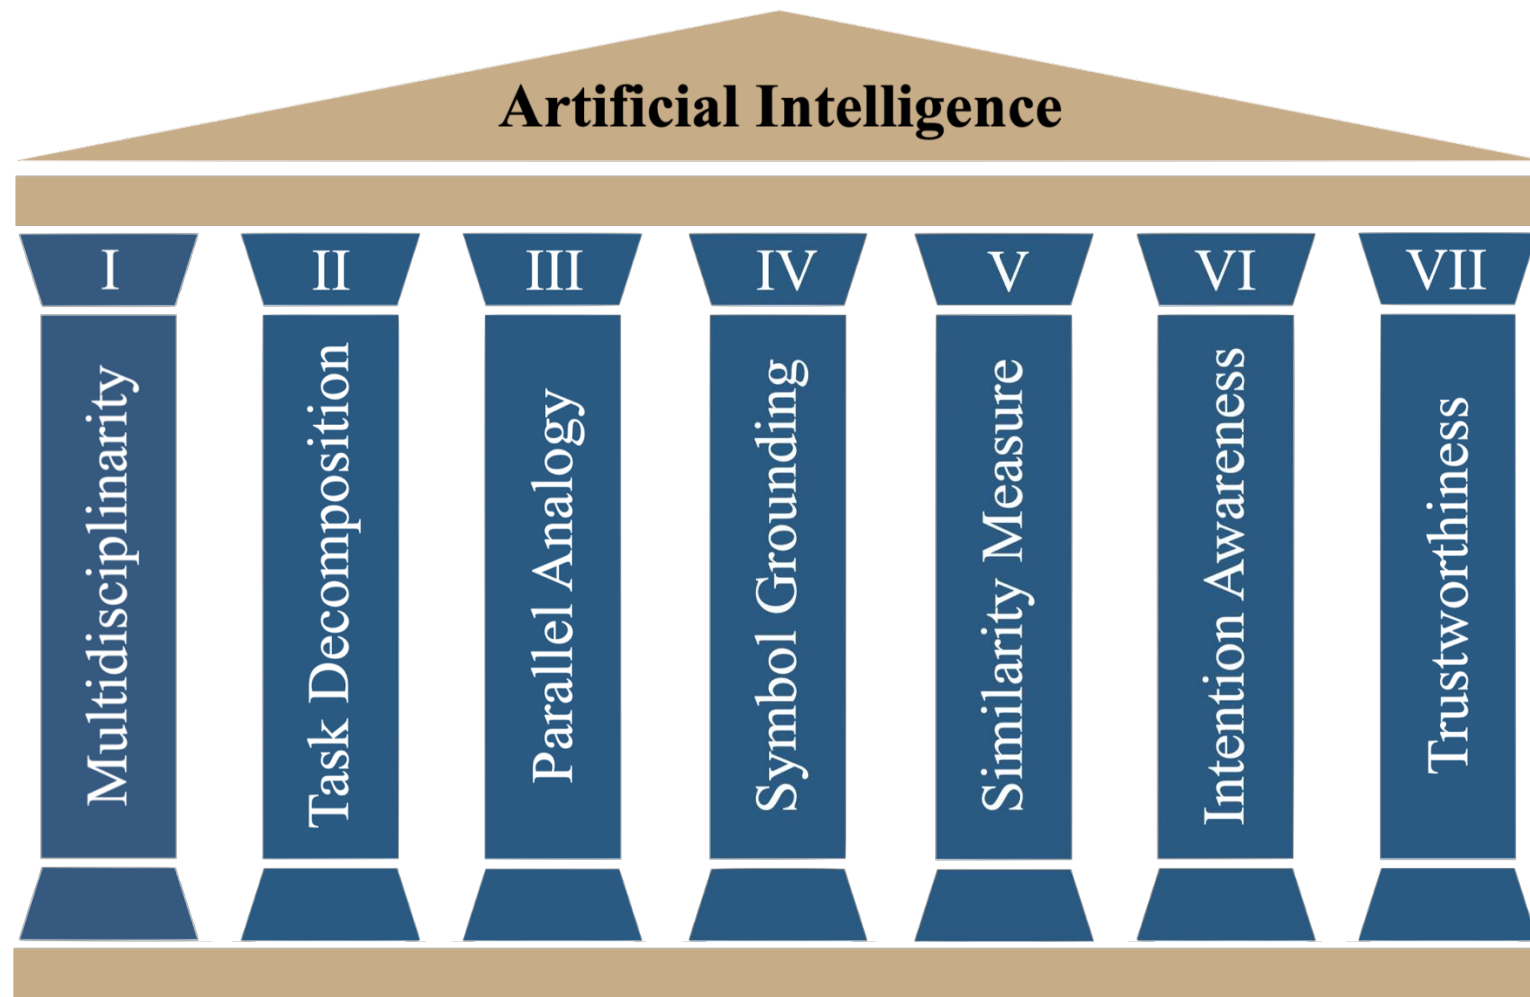 Artificial Intelligence
I
II
III
IV
V
VI
VII
Multidisciplinarity
Task Decomposition
Parallel Analogy
Symbol Grounding
Similarity Measure
Intention Awareness
Trustworthiness